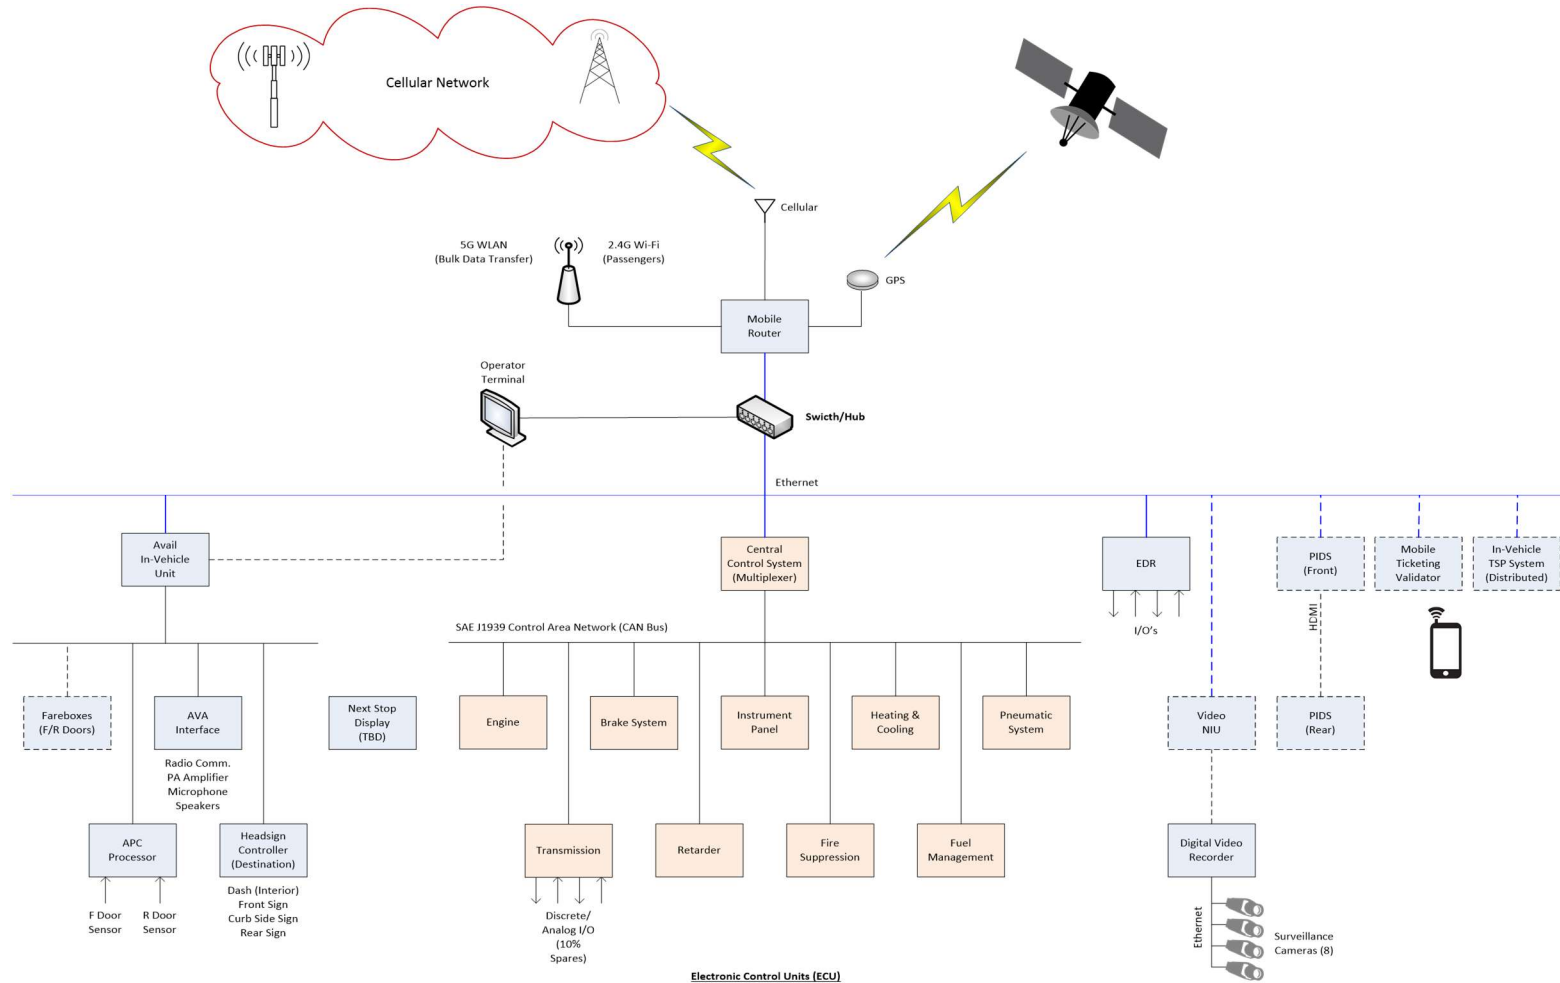 Cellular Network
Cellular
5G WLAN
(Bulk Data Transfer)
2.4G Wi-Fi
(Passengers)
GPS
Mobile
Router
Operator
Terminal
Swicth/Hub
Ethernet
Avail
In-Vehicle
Unit
Central
Control System
(Multiplexer)
EDR
I/O's
PIDS
(Front)
Mobile
Ticketing
Validator
In-Vehicle
TSP System
(Distributed)
HDMI
SAE J1939 Control Area Network (CAN Bus)
Fareboxes
(F/R Doors)
AVA
Interface
Radio Comm.
PA Amplifier
Microphone
Speakers
Next Stop
Display
(TBD)
Engine
Brake System
Instrument
Panel
Heating &
Cooling
Pneumatic
System
Video
NIU
PIDS
(Rear)
APC
Processor
Headsign
Controller
(Destination)
Transmission
Retarder
Fire
Suppression
Fuel
Management
Digital Video
Recorder
F Door
Sensor
R Door
Sensor
Dash (Interior)
Front Sign
Curb Side Sign
Rear Sign
Discrete/
Analog I/O
(10%
Spares)
Ethernet
Surveillance
Cameras (8)
Electronic Control Units (ECU)